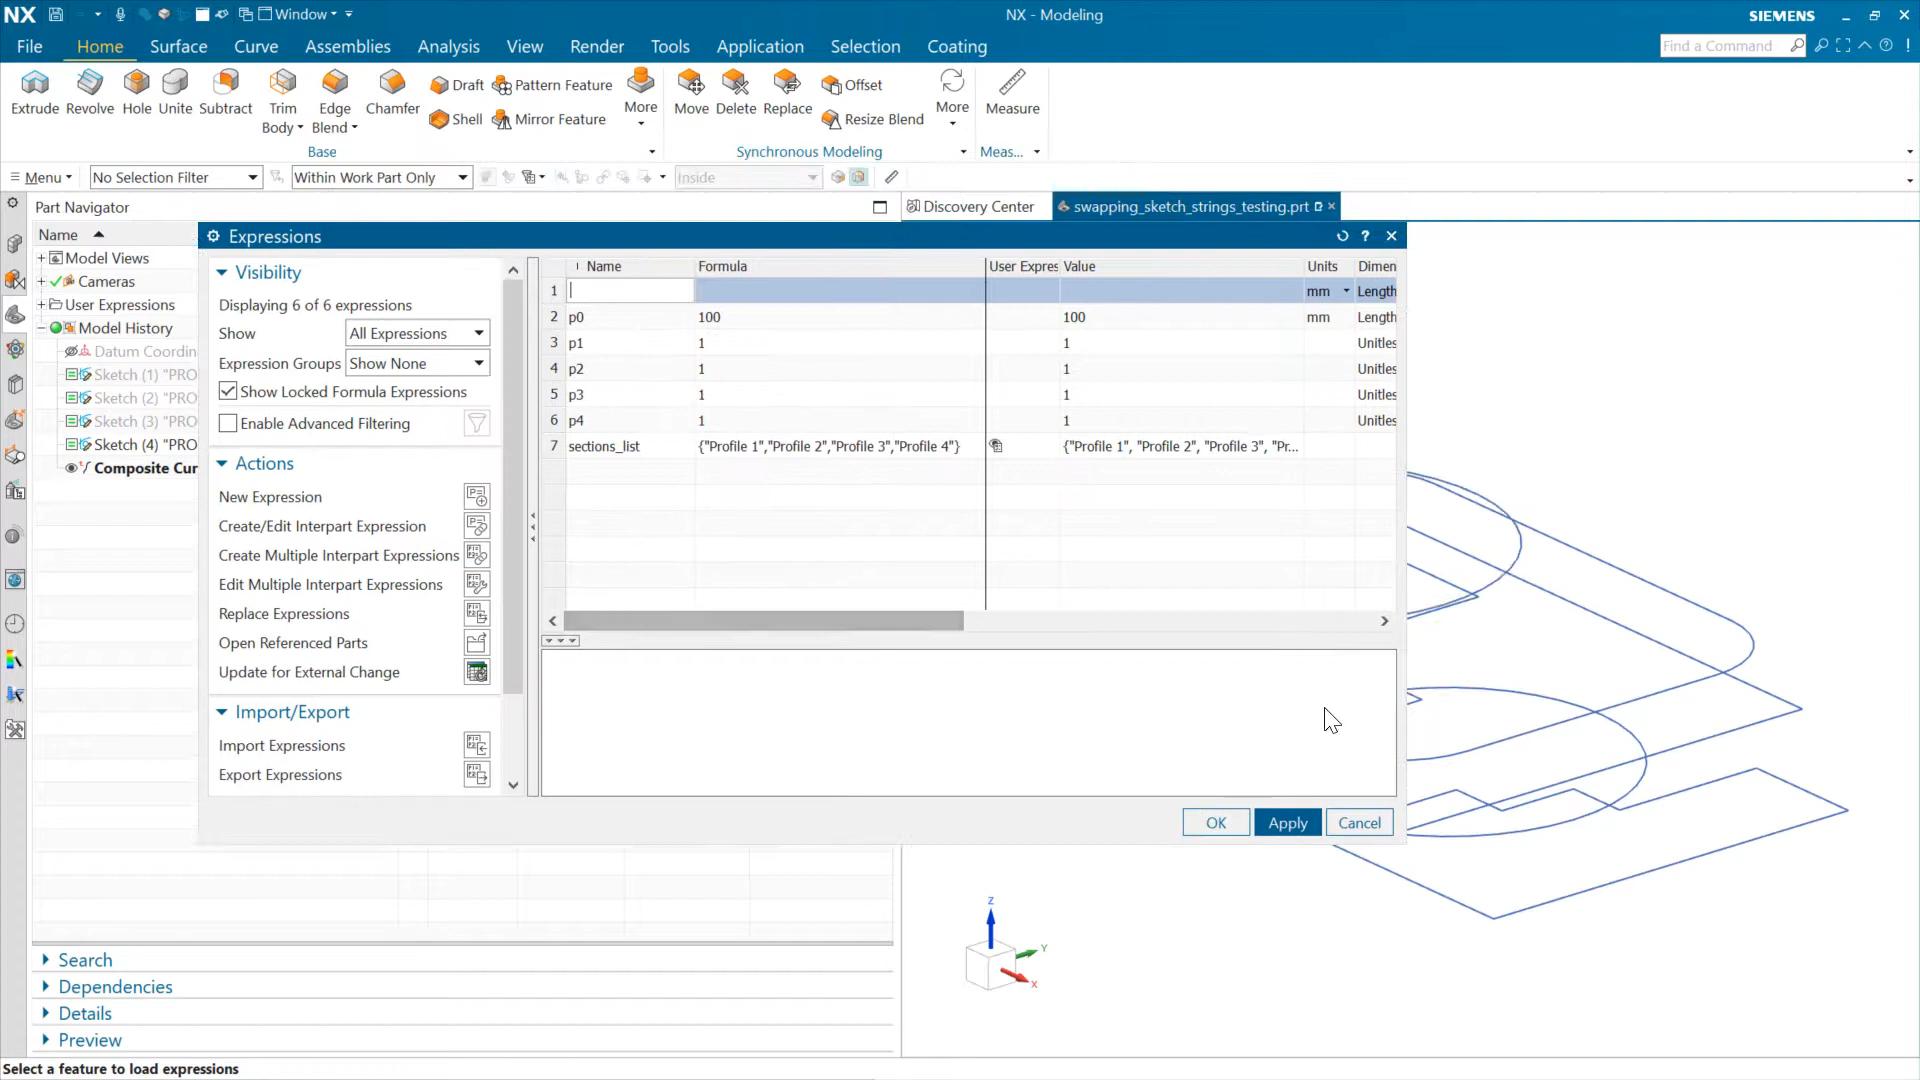 NX
Window
NX - Modeling
SIEMENS
File
Home
Surface
Curve
Assemblies
Analysis
View
Render
Tools
Application
Selection
Coating
Find a Command
Extrude
Revolve
Hole
Unite
Subtract
Trim
Body
Edge
Blend
Chamfer
Draft
Shell
Pattern Feature
Mirror Feature
More
Move
Delete
Replace
Offset
Resize Blend
More
Measure
Base
Synchronous Modeling
Meas...
Menu
No Selection Filter
Within Work Part Only
Inside
Part Navigator
Discovery Center
swapping_sketch_strings_testing.prt
Name
Model Views
Cameras
User Expressions
Model History
Datum Coordin
Sketch (1) "PRO
Sketch (2) "PRO
Sketch (3) "PRO
Sketch (4) "PRO
Composite Cur
Expressions
Visibility
Displaying 6 of 6 expressions
Show
All Expressions
Expression Groups
Show None
Show Locked Formula Expressions
Enable Advanced Filtering
Actions
New Expression
Create/Edit Interpart Expression
Create Multiple Interpart Expressions
Edit Multiple Interpart Expressions
Replace Expressions
Open Referenced Parts
Update for External Change
Import/Export
Import Expressions
Export Expressions
Name Formula User Expres Value Units Dimen
1 mm Length
2 p0 100 100 mm Length
3 p1 1 1 Unitles
4 p2 1 1 Unitles
5 p3 1 1 Unitles
6 p4 1 1 Unitles
7 sections_list {"Profile 1","Profile 2","Profile 3","Profile 4"} {"Profile 1", "Profile 2", "Profile 3", "Pr...
OK
Apply
Cancel
Z
Y
X
Search
Dependencies
Details
Preview
Select a feature to load expressions